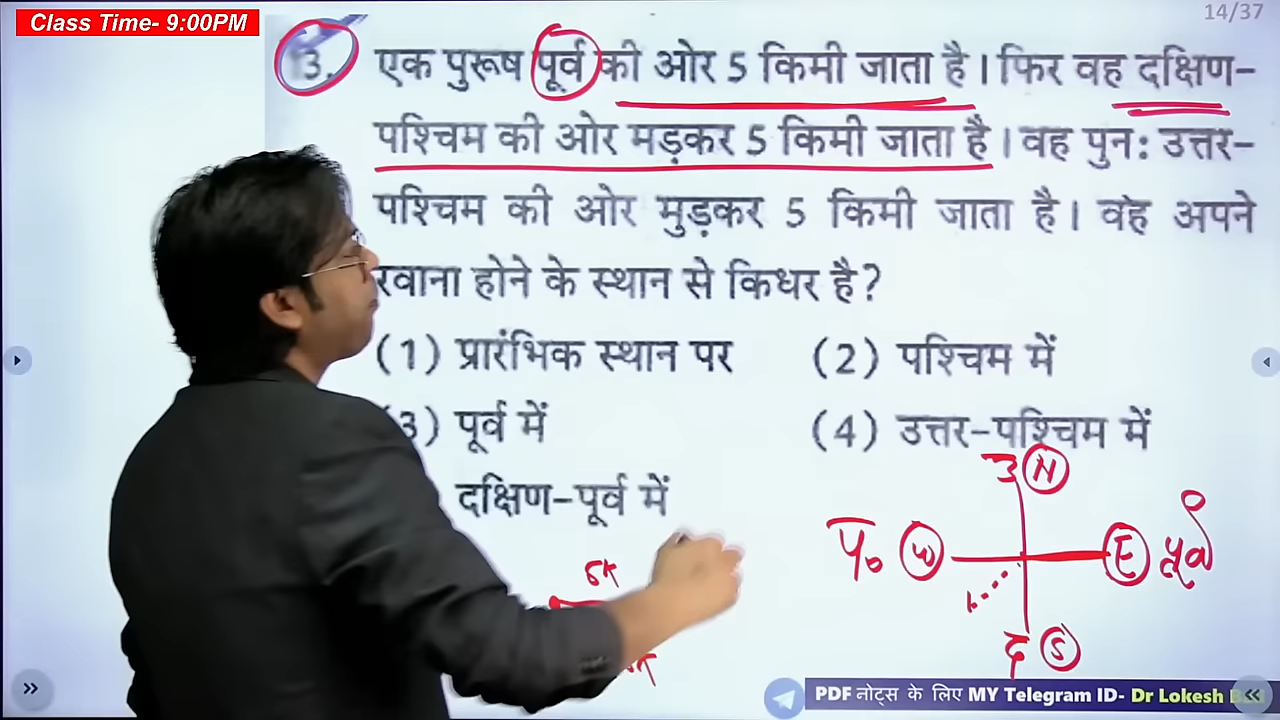 Class Time- 9:00PM
14/37
13. एक पुरूष पूर्व की ओर 5 किमी जाता है। फिर वह दक्षिण-
पश्चिम की ओर मड़कर 5 किमी जाता है। वह पुन: उत्तर-
पश्चिम की ओर मुड़कर 5 किमी जाता है। वह अपने
रवाना होने के स्थान से किधर है?
(1) प्रारंभिक स्थान पर (2) पश्चिम में
3) पूर्व में (4) उत्तर-पश्चिम में
दक्षिण-पूर्व में
उ N
प० W E पूर्व
5K
द S
PDF नोट्स के लिए MY Telegram ID- Dr Lokesh